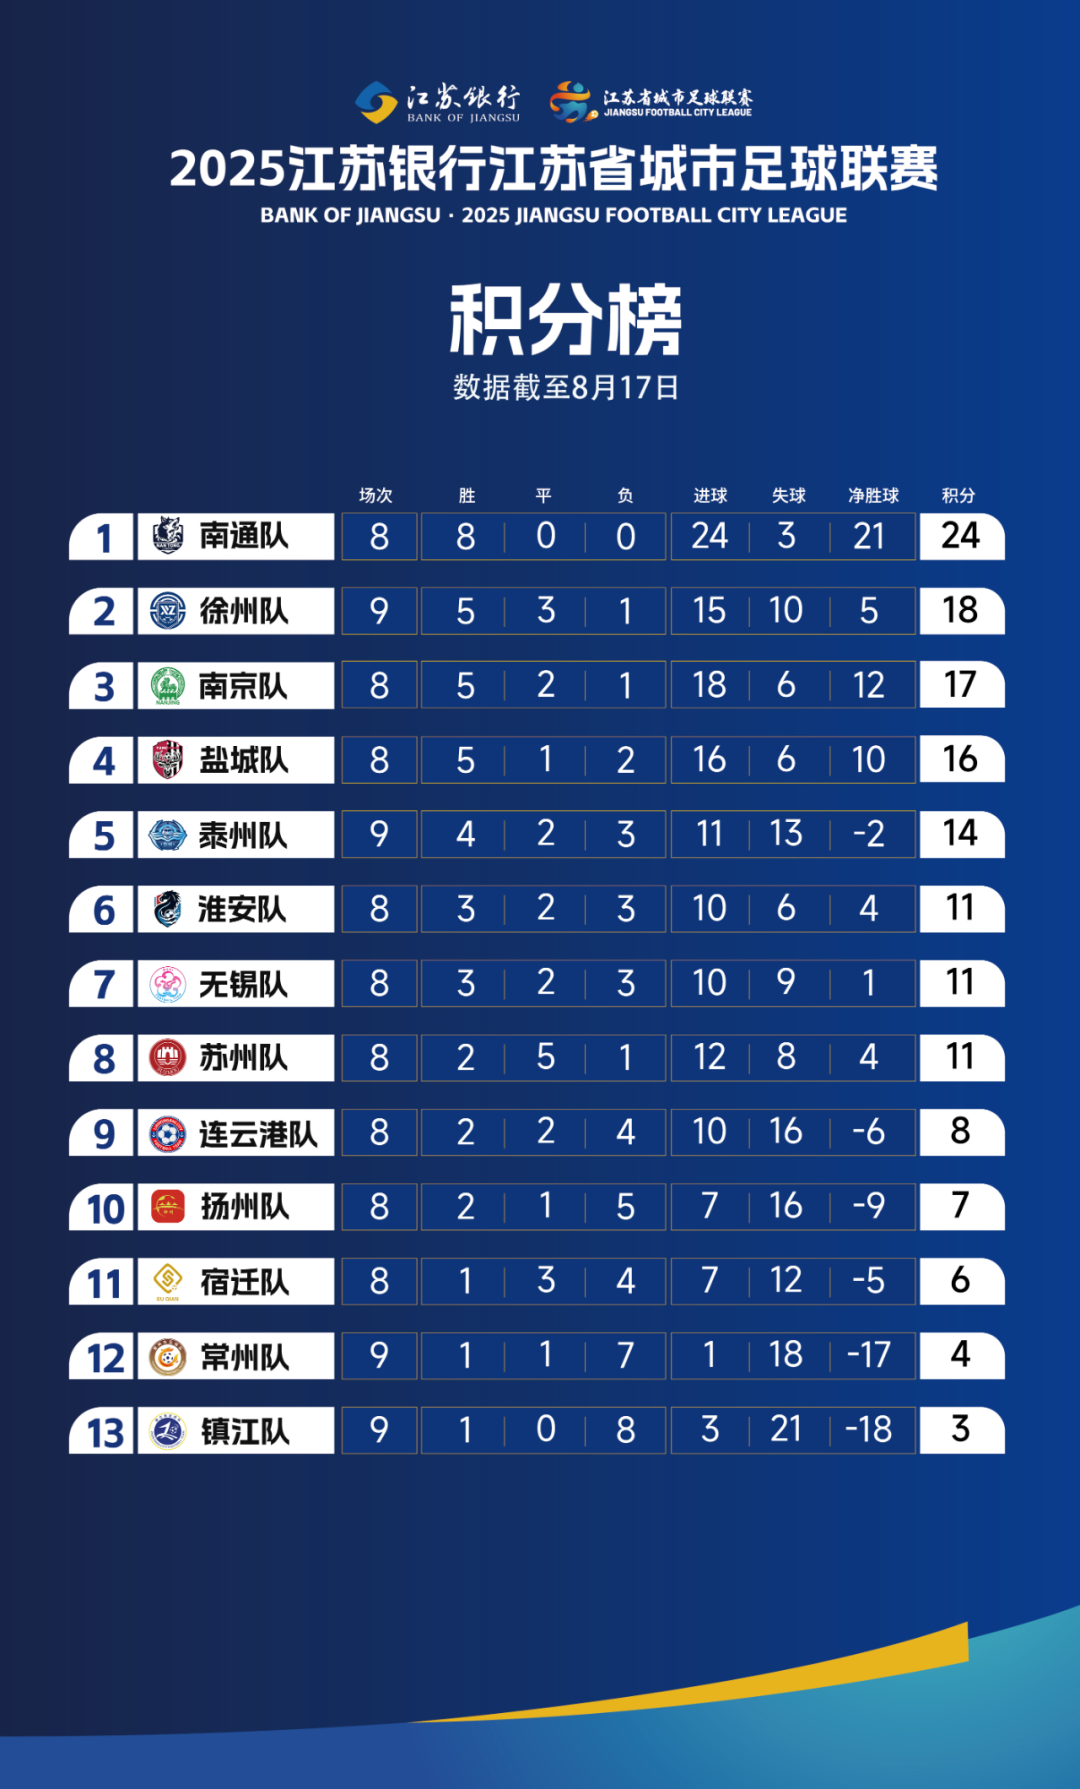 江苏银行 江苏省城市足球联赛
BANK OF JIANGSU JIANGSU FOOTBALL CITY LEAGUE
2025江苏银行江苏省城市足球联赛
BANK OF JIANGSU · 2025 JIANGSU FOOTBALL CITY LEAGUE
积分榜
数据截至8月17日
场次 胜 平 负 进球 失球 净胜球 积分
1 南通队 8 8 0 0 24 3 21 24
2 徐州队 9 5 3 1 15 10 5 18
3 NANJING 南京队 8 5 2 1 18 6 12 17
4 盐城队 8 5 1 2 16 6 10 16
5 泰州队 9 4 2 3 11 13 -2 14
6 淮安队 8 3 2 3 10 6 4 11
7 无锡队 8 3 2 3 10 9 1 11
8 苏州队 8 2 5 1 12 8 4 11
9 连云港队 8 2 2 4 10 16 -6 8
10 扬州队 8 2 1 5 7 16 -9 7
11 SU QIAN 宿迁队 8 1 3 4 7 12 -5 6
12 常州队 9 1 1 7 1 18 -17 4
13 镇江队 9 1 0 8 3 21 -18 3